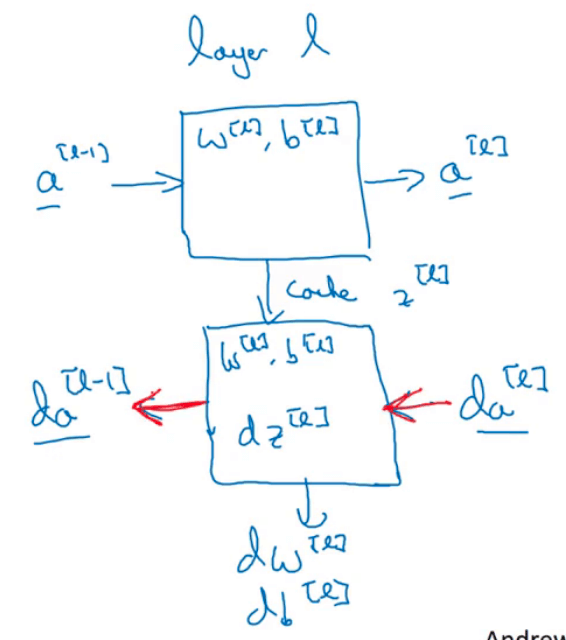 layer l
w^[l], b^[l]
a^[l-1]
a^[l]
cache z^[l]
w^[l], b^[l]
da^[l-1]
dz^[l]
da^[l]
dw^[l]
db^[l]
Andrew